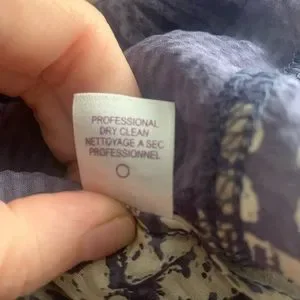 PROFESSIONAL
DRY CLEAN
NETTOYAGE A SEC
PROFESSIONNEL